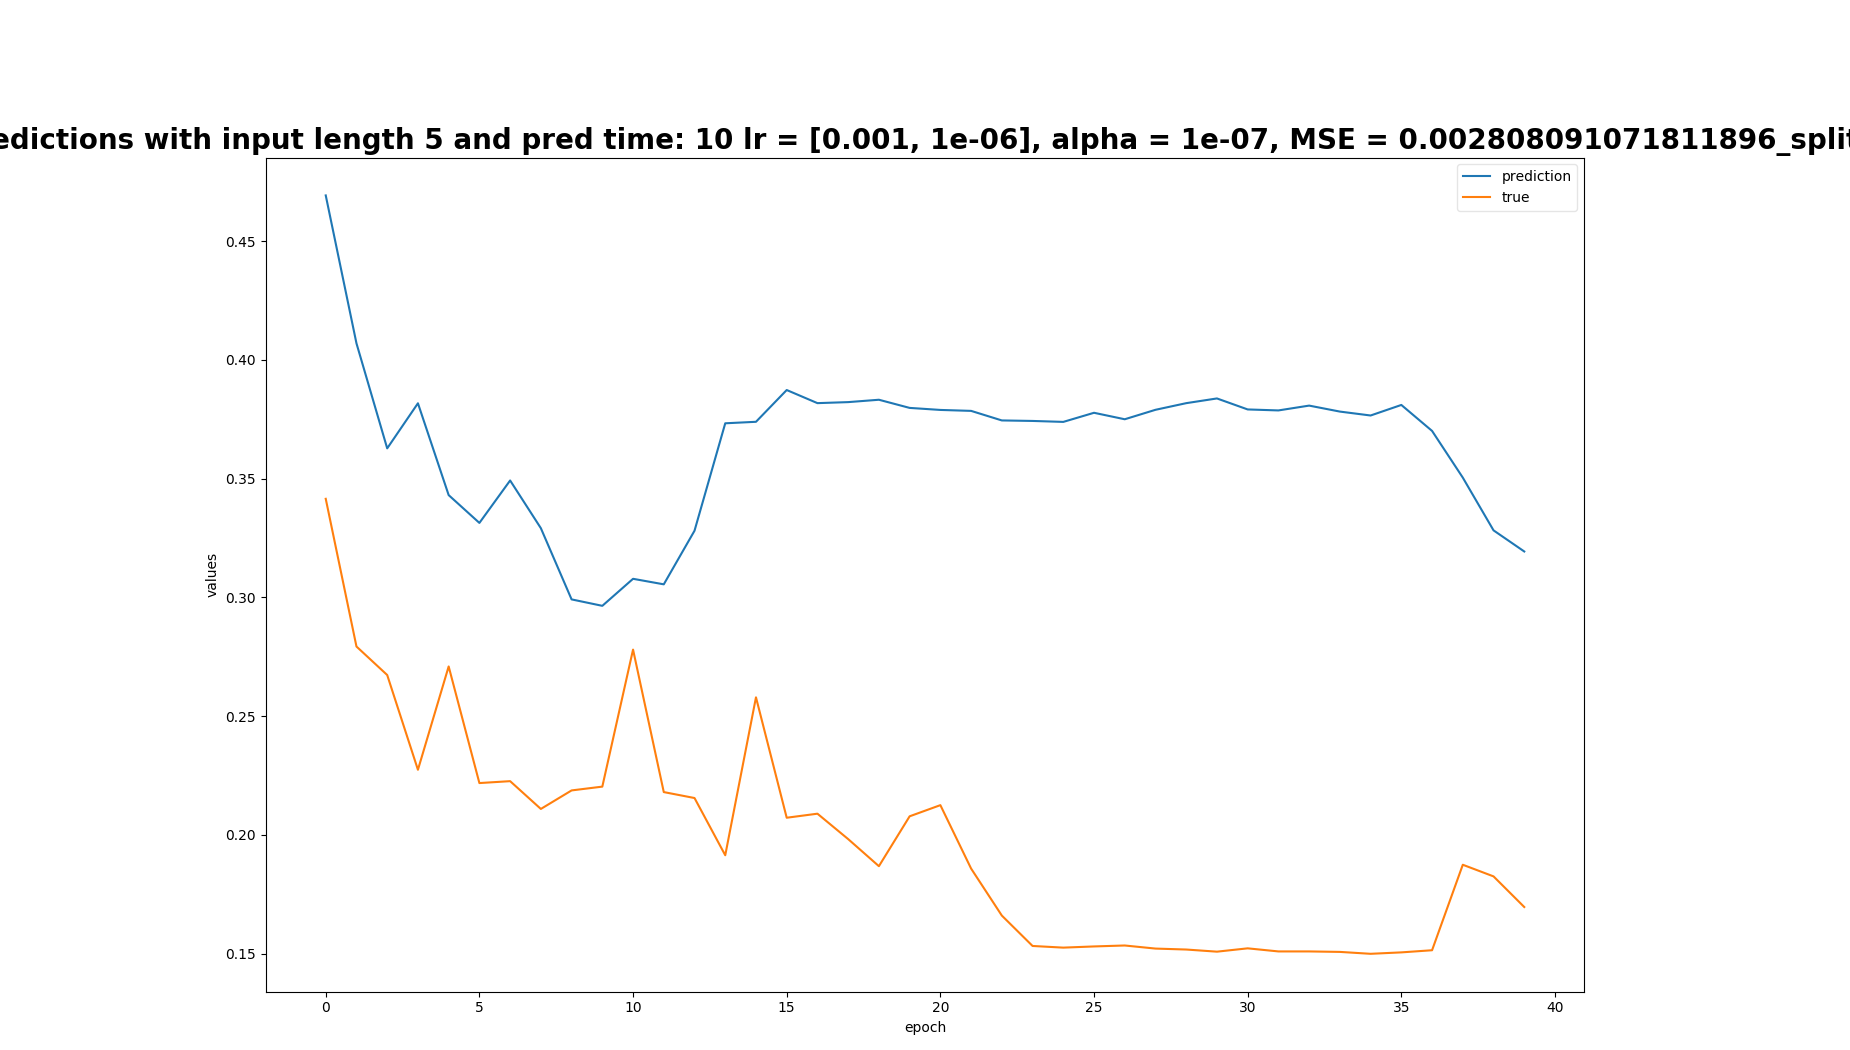 edictions with input length 5 and pred time: 10 lr = [0.001, 1e-06], alpha = 1e-07, MSE = 0.002808091071811896_split
prediction
true
0.45
0.40
0.35
0.30
0.25
0.20
0.15
values
0 5 10 15 20 25 30 35 40
epoch